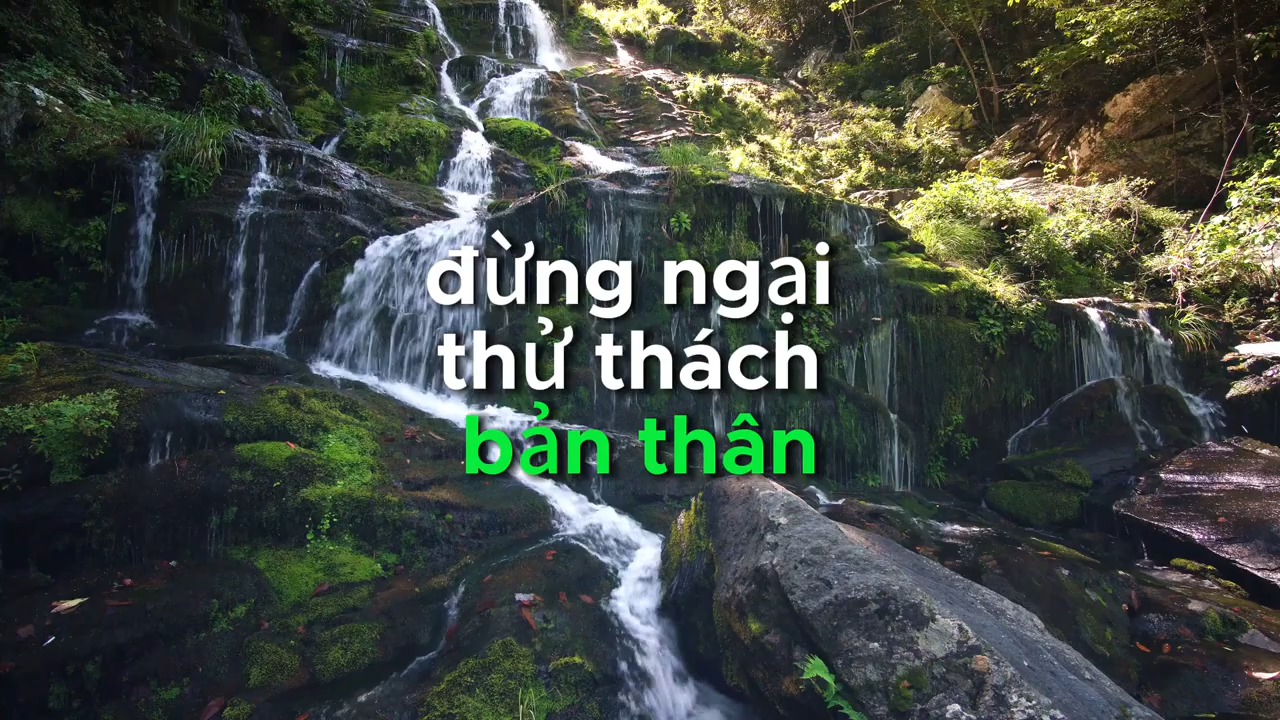 đừng ngại
thử thách
bản thân